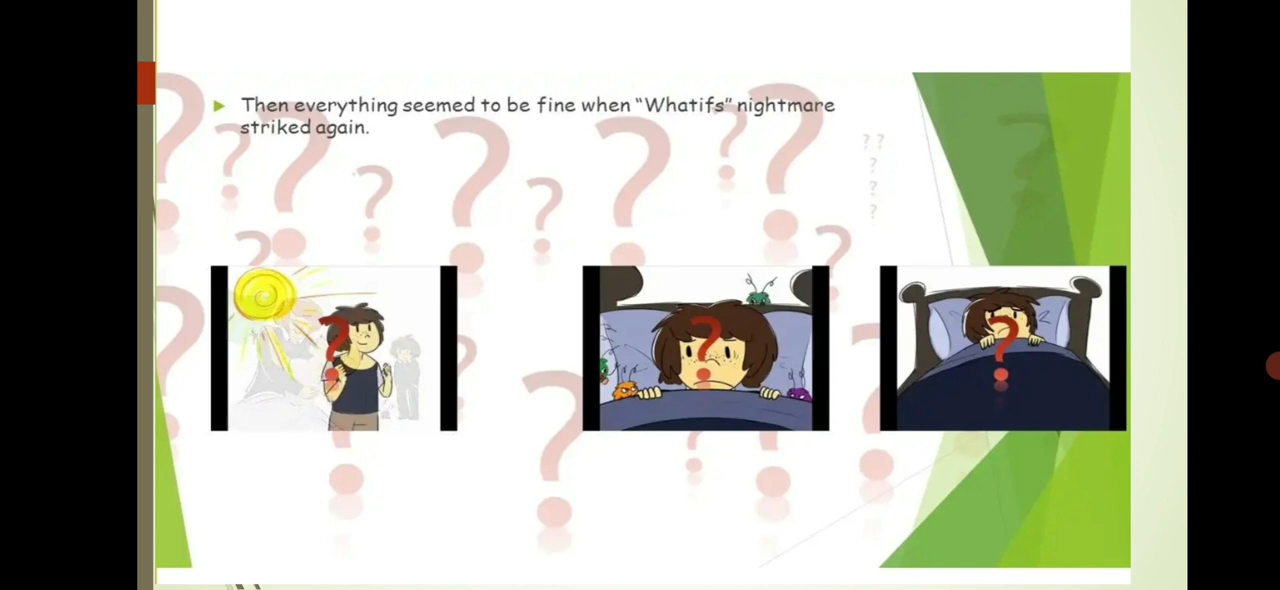 Then everything seemed to be fine when “Whatifs” nightmare
striked again.
? ?
?
?
?